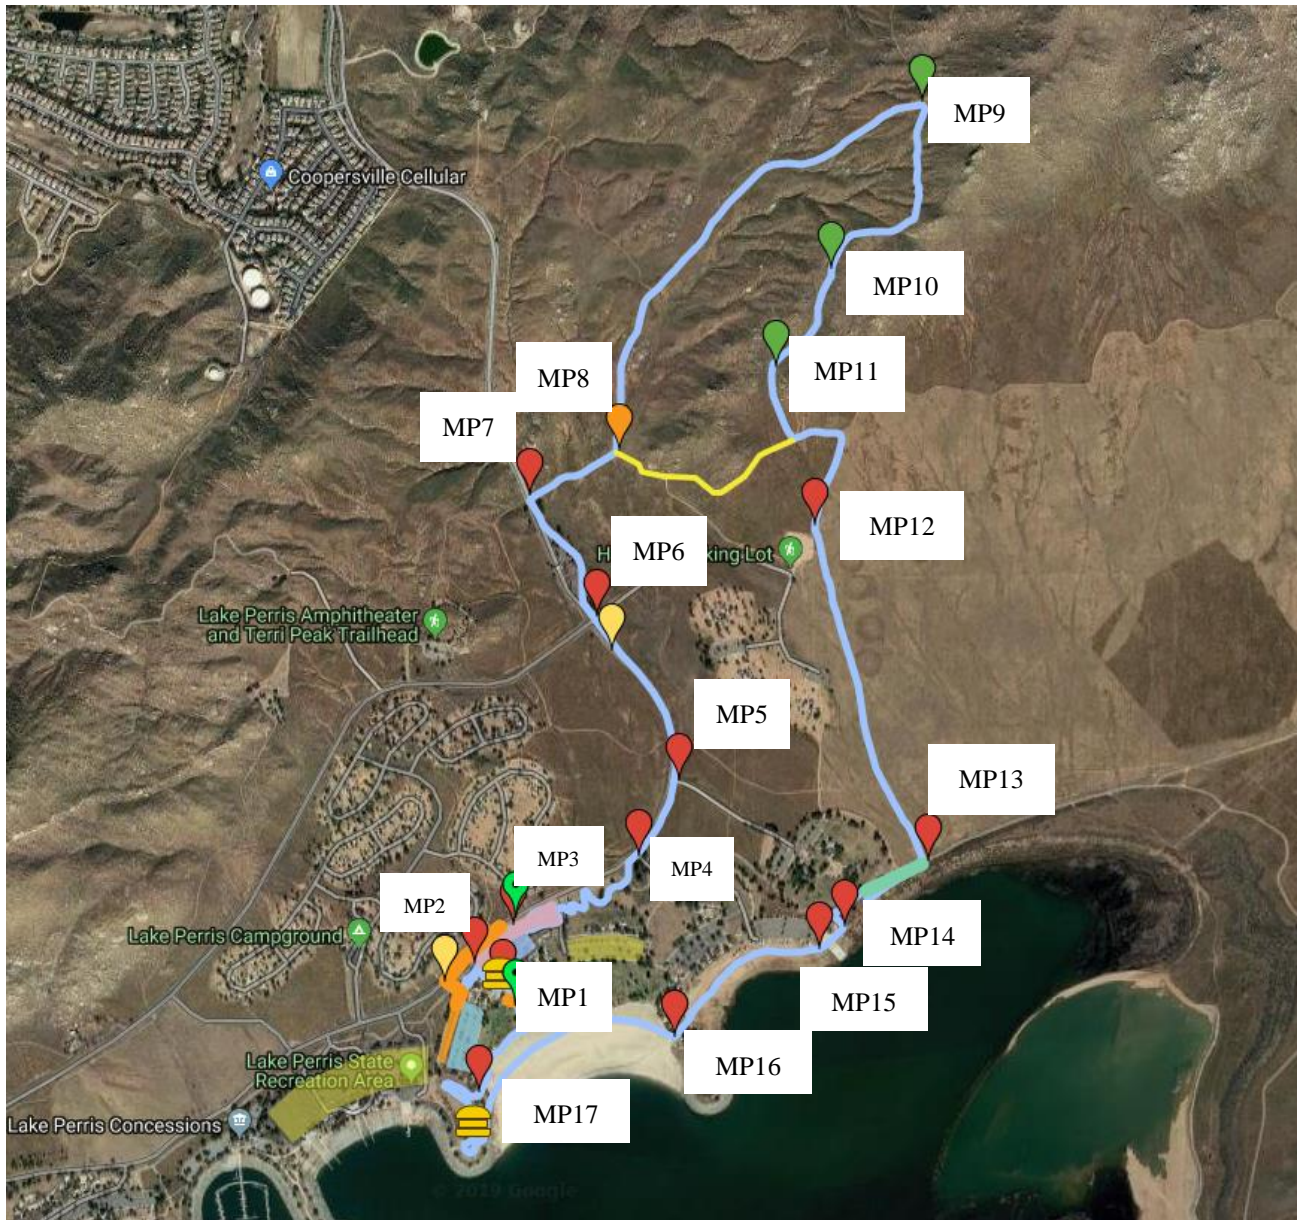 MP9
Coopersville Cellular
MP10
MP8
MP11
MP7
MP12
MP6
H
king Lot
Lake Perris Amphitheater
and Terri Peak Trailhead
MP5
MP13
MP3
MP4
MP2
Lake Perris Campground
MP14
MP1
MP15
MP16
Lake Perris State
Recreation Area
MP17
Lake Perris Concessions
© 2019 Google